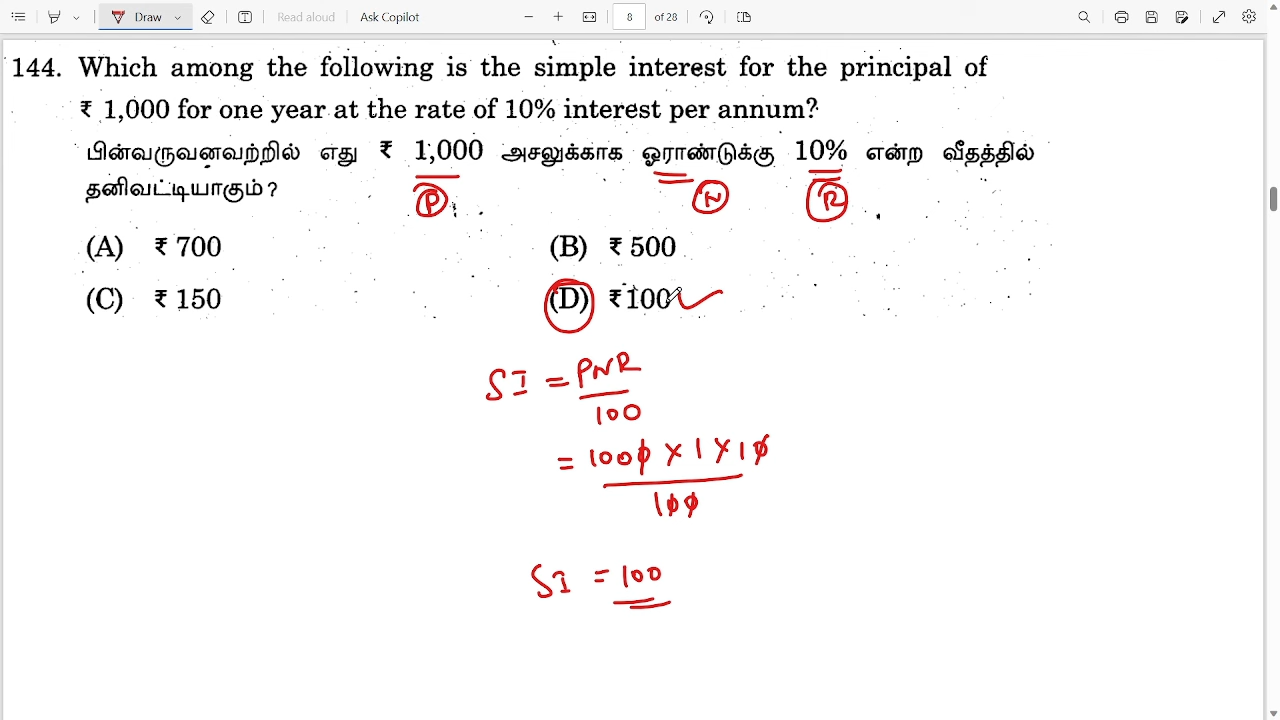 Draw
Read aloud
Ask Copilot
8
of 28
144. Which among the following is the simple interest for the principal of
₹ 1,000 for one year at the rate of 10% interest per annum?
பின்வருவனவற்றில் எது ₹ 1,000 அசலுக்காக ஓராண்டுக்கு 10% என்ற வீதத்தில்
தனிவட்டியாகும்?
P N R
(A) ₹ 700 (B) ₹ 500
(C) ₹ 150 (D) ₹ 100
SI = PNR
100
= 1000 × 1 × 10
100
SI = 100